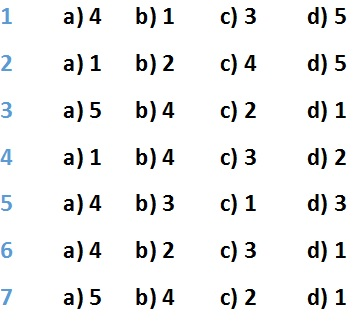 1 a) 4 b) 1 c) 3 d) 5
2 a) 1 b) 2 c) 4 d) 5
3 a) 5 b) 4 c) 2 d) 1
4 a) 1 b) 4 c) 3 d) 2
5 a) 4 b) 3 c) 1 d) 3
6 a) 4 b) 2 c) 3 d) 1
7 a) 5 b) 4 c) 2 d) 1